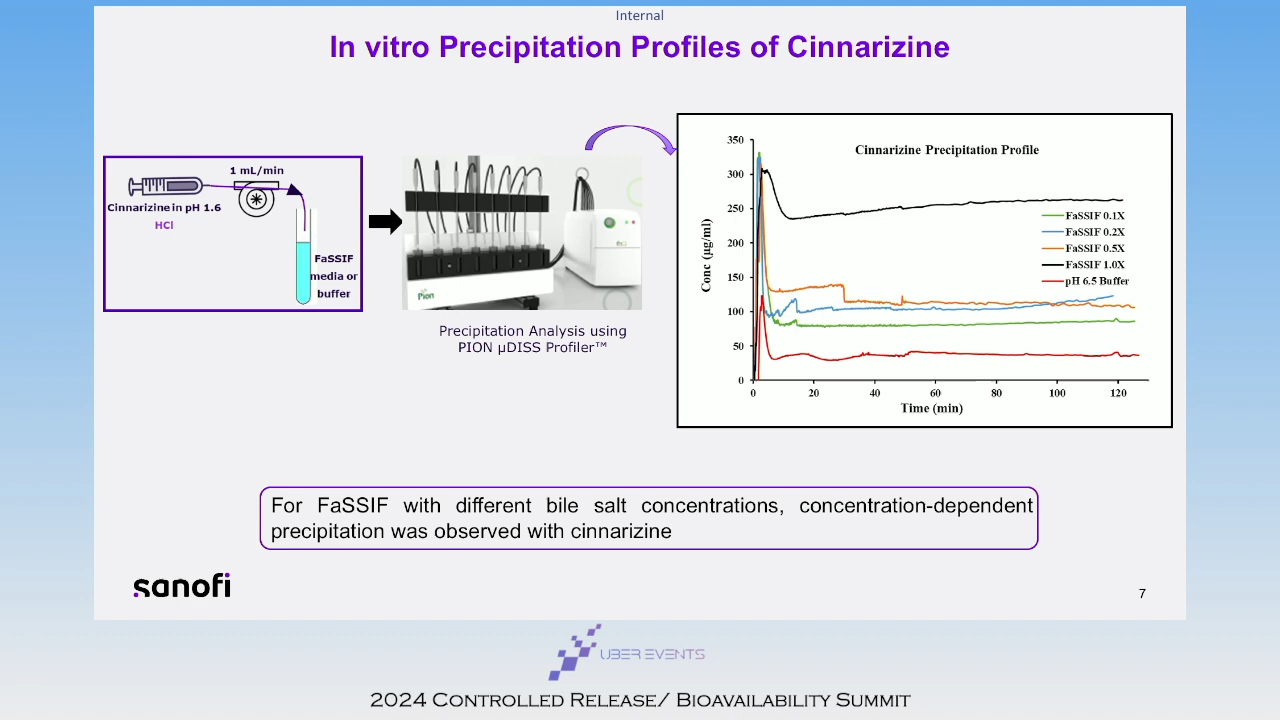 Internal
In vitro Precipitation Profiles of Cinnarizine
1 mL/min
Cinnarizine in pH 1.6
HCl
FaSSIF
media or
buffer
Pion
Precipitation Analysis using
PION µDISS Profiler™
Cinnarizine Precipitation Profile
350
300
250
200
150
100
50
0
Conc (µg/ml)
0 20 40 60 80 100 120
Time (min)
FaSSIF 0.1X
FaSSIF 0.2X
FaSSIF 0.5X
FaSSIF 1.0X
pH 6.5 Buffer
For FaSSIF with different bile salt concentrations, concentration-dependent
precipitation was observed with cinnarizine
sanofi
7
UBER EVENTS
2024 CONTROLLED RELEASE/ BIOAVAILABILITY SUMMIT